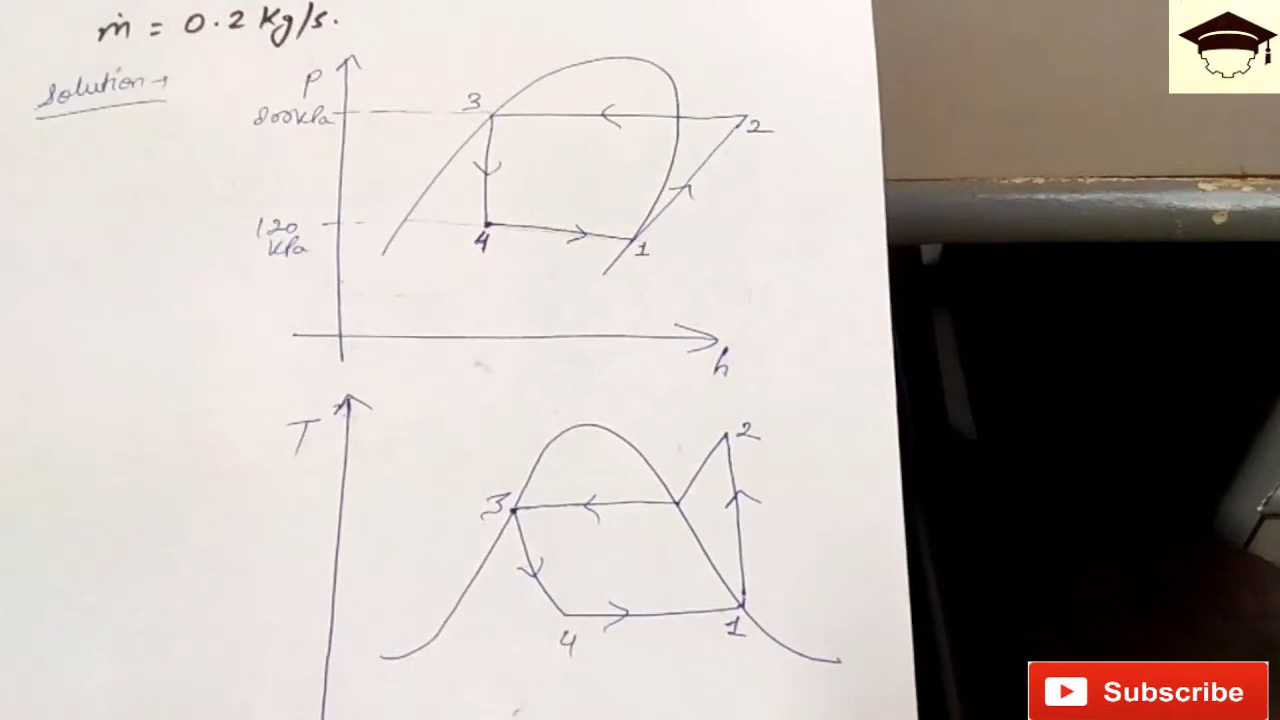 ṁ = 0.2 Kg/s.
Solution →
P
800kPa
3
2
120
kPa
4
1
h
T
2
3
4
1
Subscribe